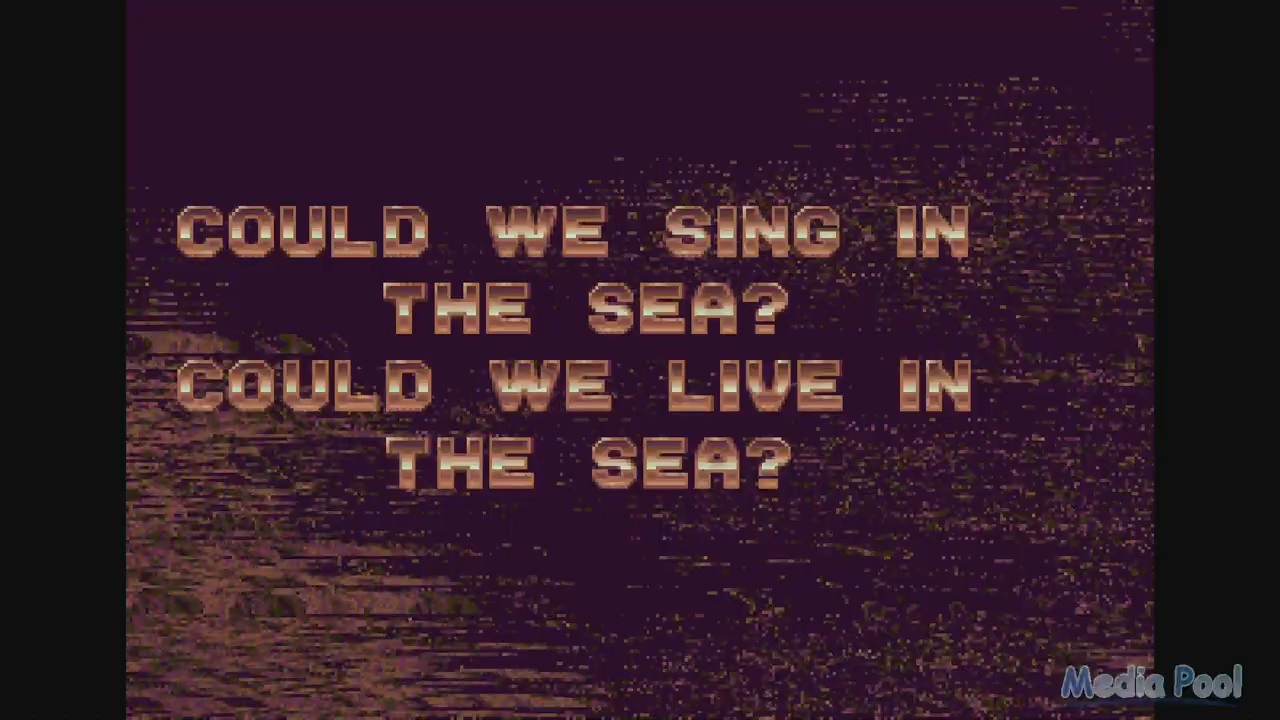 COULD WE SING IN
THE SEA?
COULD WE LIVE IN
THE SEA?
Media Pool